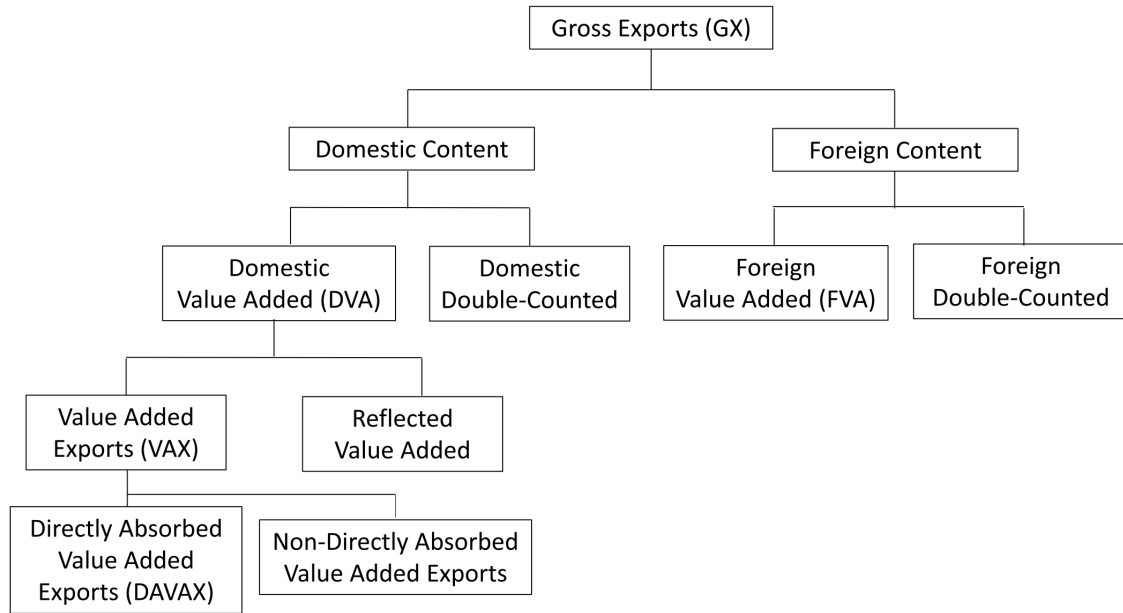 Gross Exports (GX)
Domestic Content
Foreign Content
Domestic
Value Added (DVA)
Domestic
Double-Counted
Foreign
Value Added (FVA)
Foreign
Double-Counted
Value Added
Exports (VAX)
Reflected
Value Added
Directly Absorbed
Value Added
Exports (DAVAX)
Non-Directly Absorbed
Value Added Exports